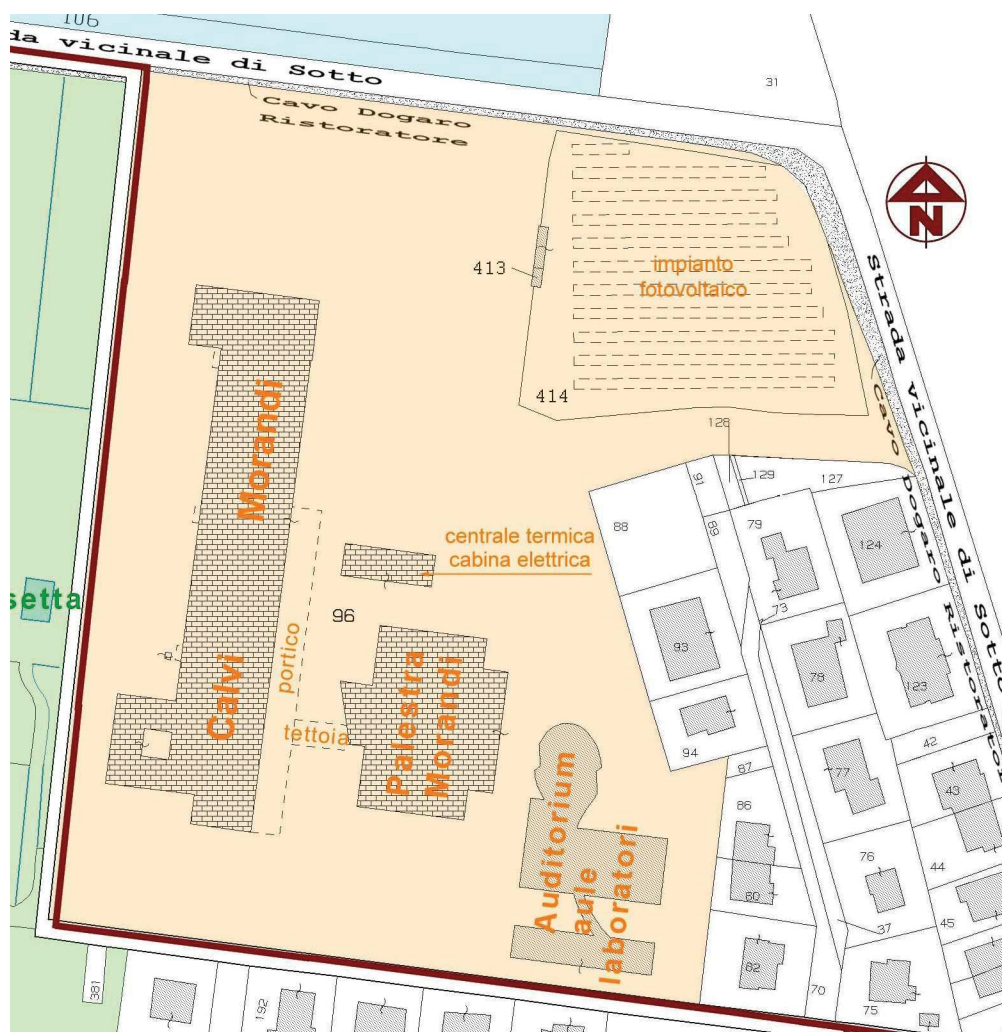 106
da vicinale di Sotto
31
Cavo Dogaro
Ristoratore
N
413
impianto
fotovoltaico
Strada vicinale di Sotto
414
Cavo Dogaro Ristorator
Morandi
128
129
127
91
88
89
79
124
centrale termica
cabina elettrica
setta
96
73
93
portico
Calvi
78
123
tettoia
Palestra
Morandi
94
87
42
77
43
86
Auditorium
aule
laboratori
76
44
60
37
45
82
70
75
381
192